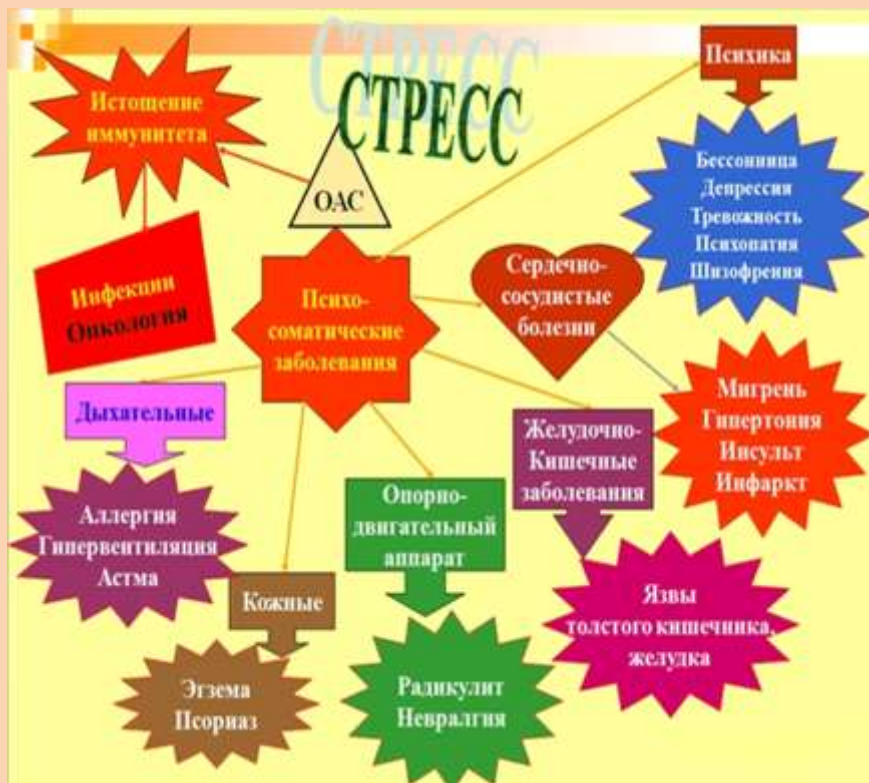 СТРЕСС
Психика
Истощение
иммунитета
ОАС
Бессонница
Депрессия
Тревожность
Психопатия
Шизофрения
Инфекции
Онкология
Психо-
соматические
заболевания
Сердечно-
сосудистые
болезни
Мигрень
Гипертония
Инсульт
Инфаркт
Дыхательные
Желудочно-
Кишечные
заболевания
Аллергия
Гипервентиляция
Астма
Опорно-
двигательный
аппарат
Кожные
Язвы
толстого кишечника,
желудка
Эгзема
Псориаз
Радикулит
Невралгия